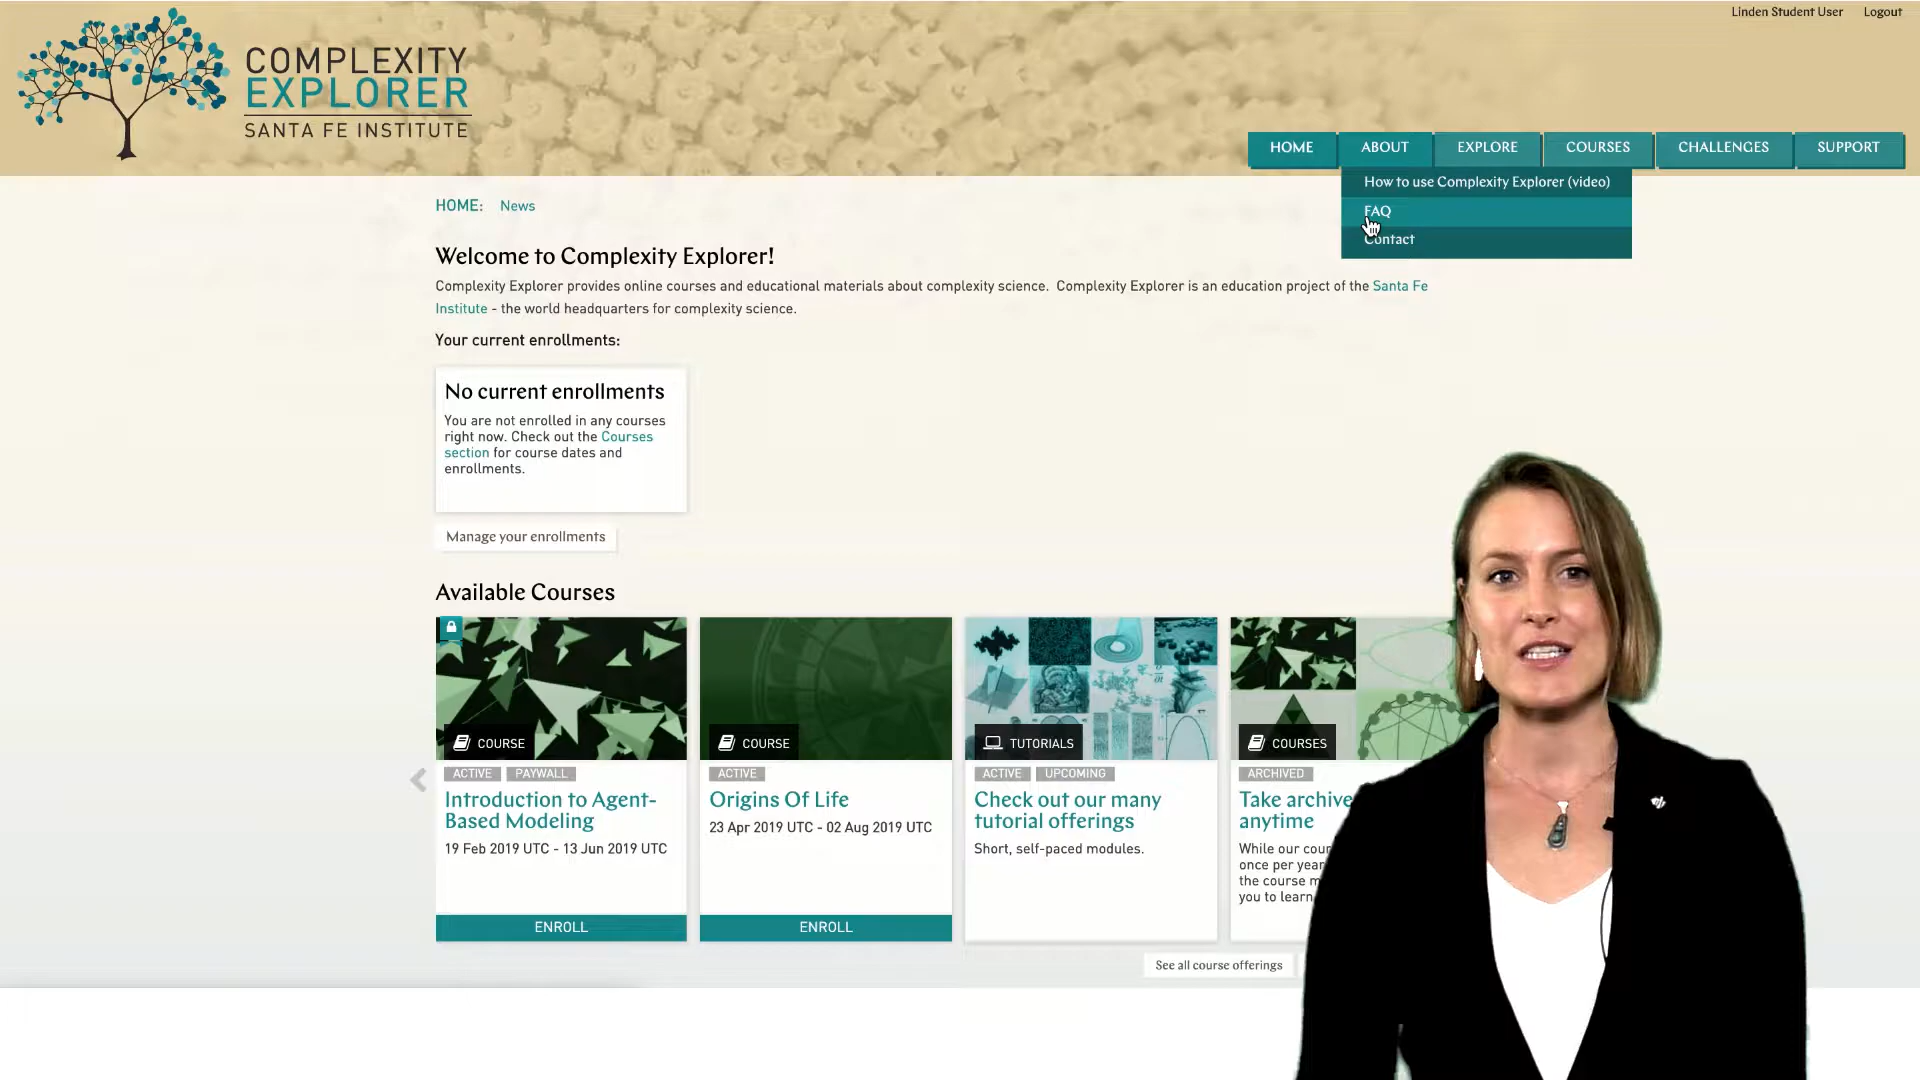 Linden Student User Logout
COMPLEXITY
EXPLORER
SANTA FE INSTITUTE
HOME ABOUT EXPLORE COURSES CHALLENGES SUPPORT
How to use Complexity Explorer (video)
FAQ
Contact
HOME: News
Welcome to Complexity Explorer!
Complexity Explorer provides online courses and educational materials about complexity science. Complexity Explorer is an education project of the Santa Fe
Institute - the world headquarters for complexity science.
Your current enrollments:
No current enrollments
You are not enrolled in any courses
right now. Check out the Courses
section for course dates and
enrollments.
Manage your enrollments
Available Courses
COURSE
ACTIVE PAYWALL
Introduction to Agent-
Based Modeling
19 Feb 2019 UTC - 13 Jun 2019 UTC
ENROLL
COURSE
ACTIVE
Origins Of Life
23 Apr 2019 UTC - 02 Aug 2019 UTC
ENROLL
TUTORIALS
ACTIVE UPCOMING
Check out our many
tutorial offerings
Short, self-paced modules.
COURSES
ARCHIVED
Take archive
anytime
While our cour
once per year
the course m
you to learn
See all course offerings